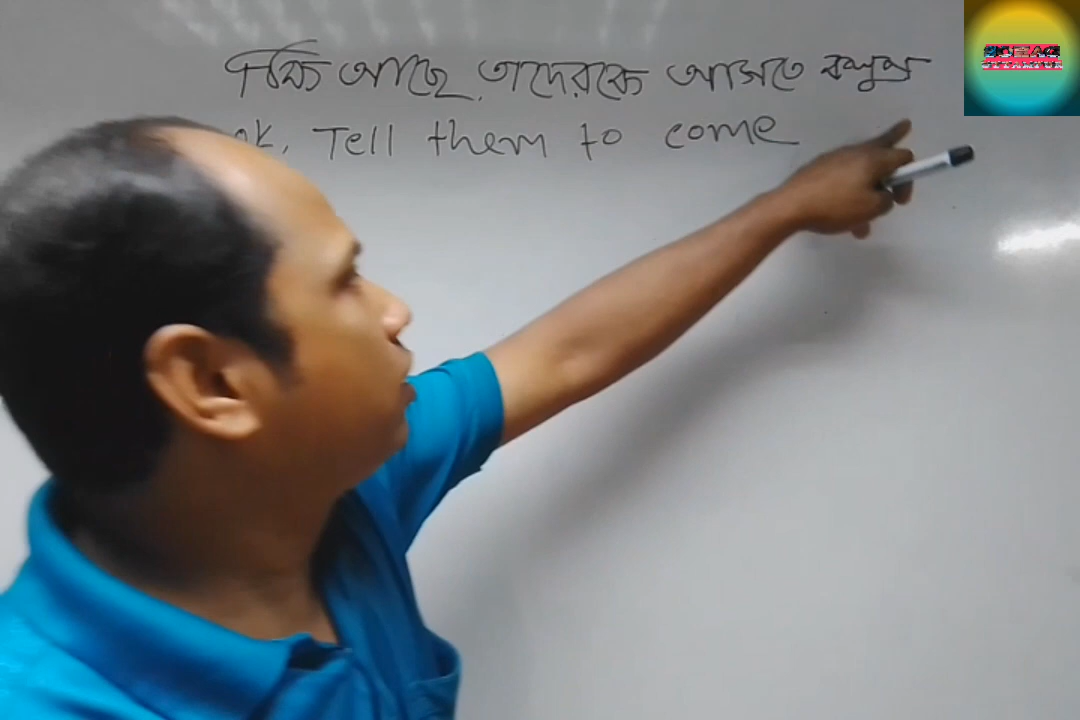 ঠিক আছে, তাদেরকে আসতে বলুন
ok, Tell them to come